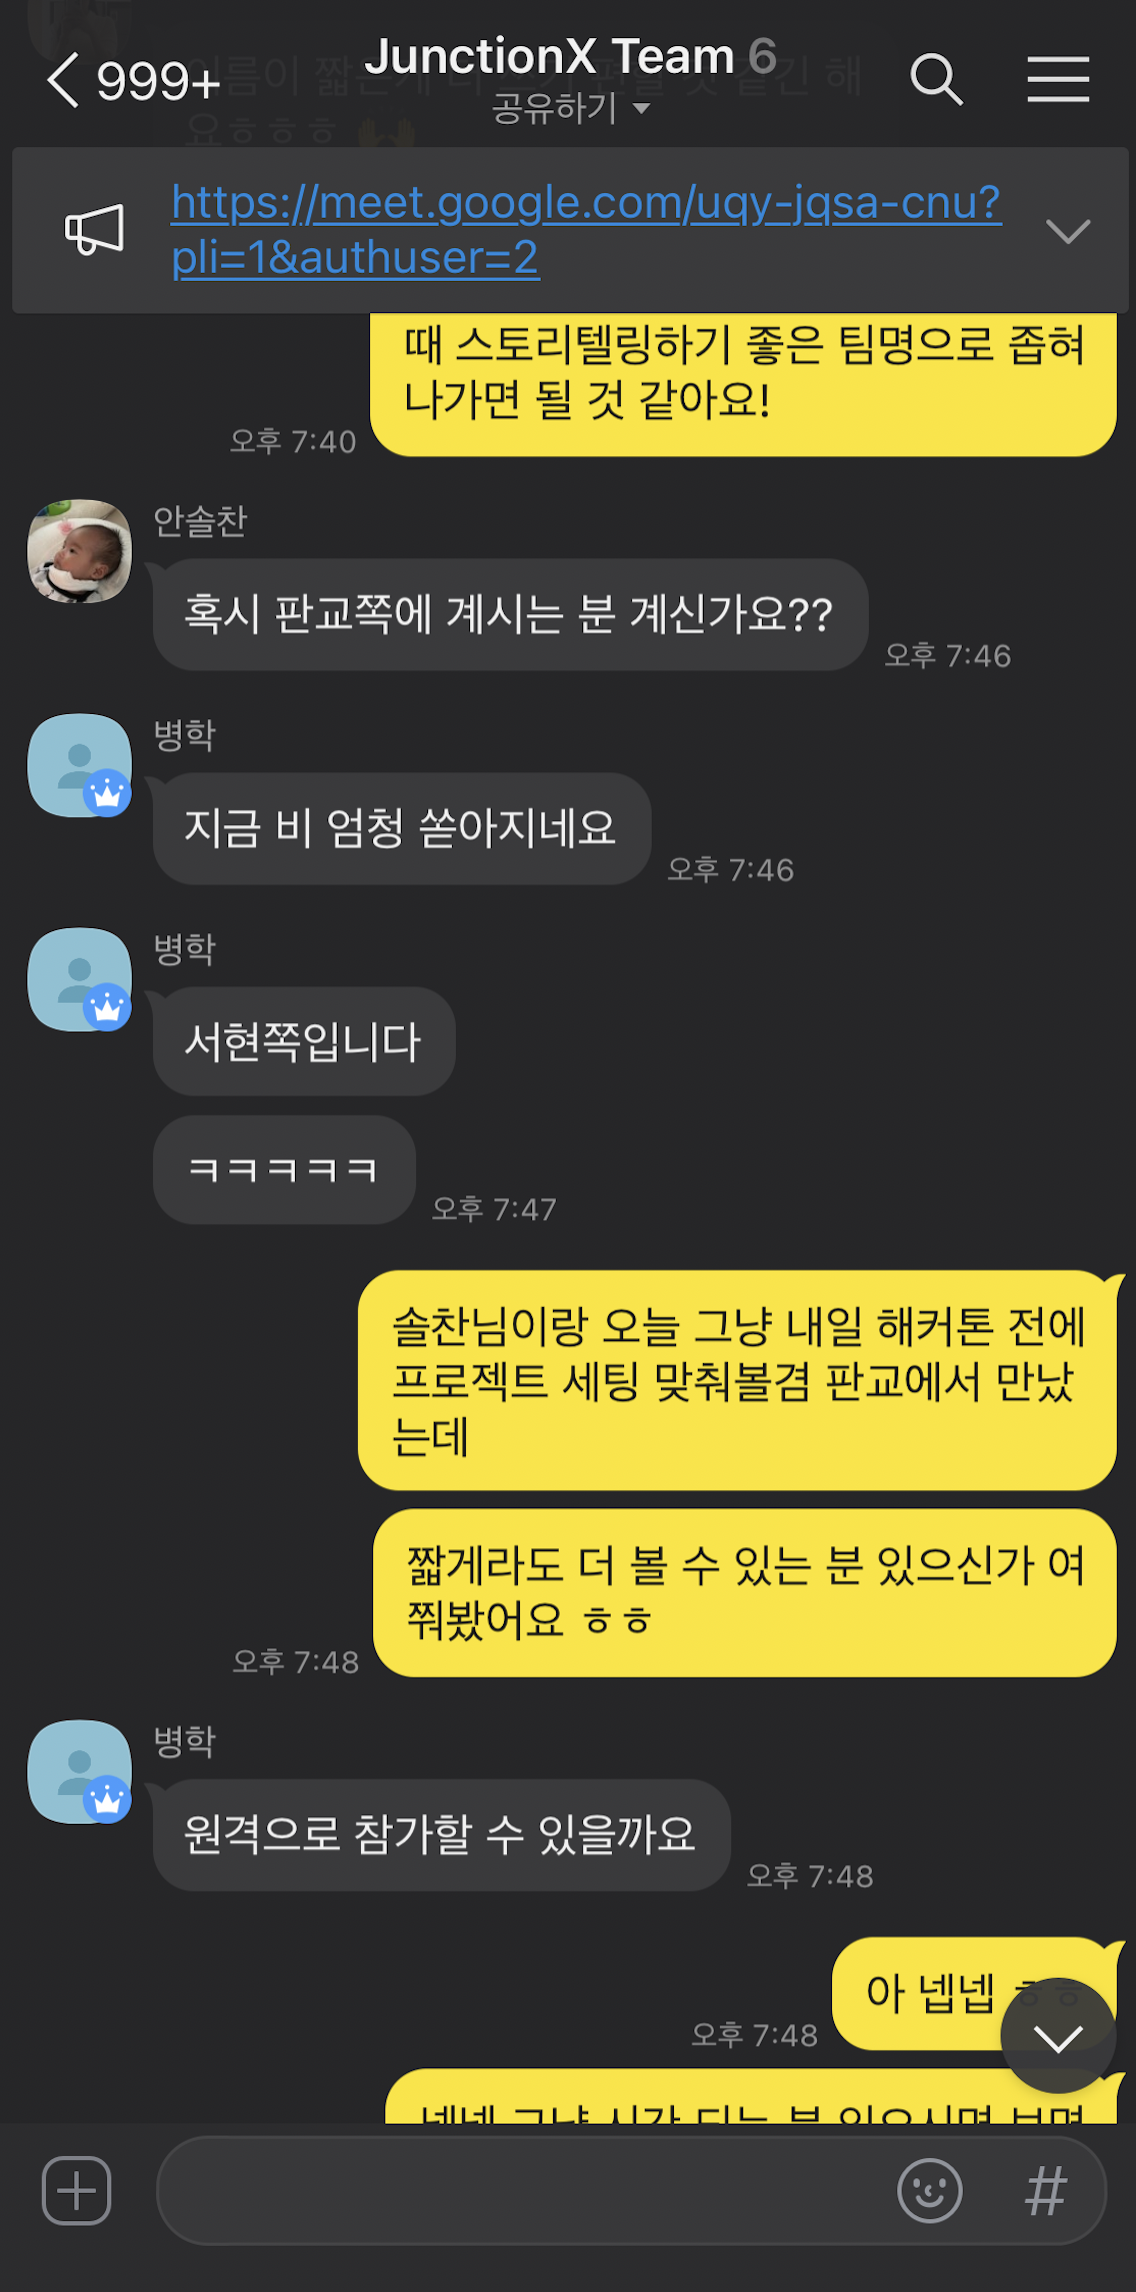 999+
JunctionX Team 6
공유하기
https://meet.google.com/uqy-jqsa-cnu?
pli=1&authuser=2
때 스토리텔링하기 좋은 팀명으로 좁혀
나가면 될 것 같아요!
오후 7:40
안솔찬
혹시 판교쪽에 계시는 분 계신가요??
오후 7:46
병학
지금 비 엄청 쏟아지네요
오후 7:46
병학
서현쪽입니다
ㅋㅋㅋㅋㅋ
오후 7:47
솔찬님이랑 오늘 그냥 내일 해커톤 전에
프로젝트 세팅 맞춰볼겸 판교에서 만났
는데
짧게라도 더 볼 수 있는 분 있으신가 여
쭤봤어요 ㅎㅎ
오후 7:48
병학
원격으로 참가할 수 있을까요
오후 7:48
아 넵넵 ㅎㅎ
오후 7:48
#